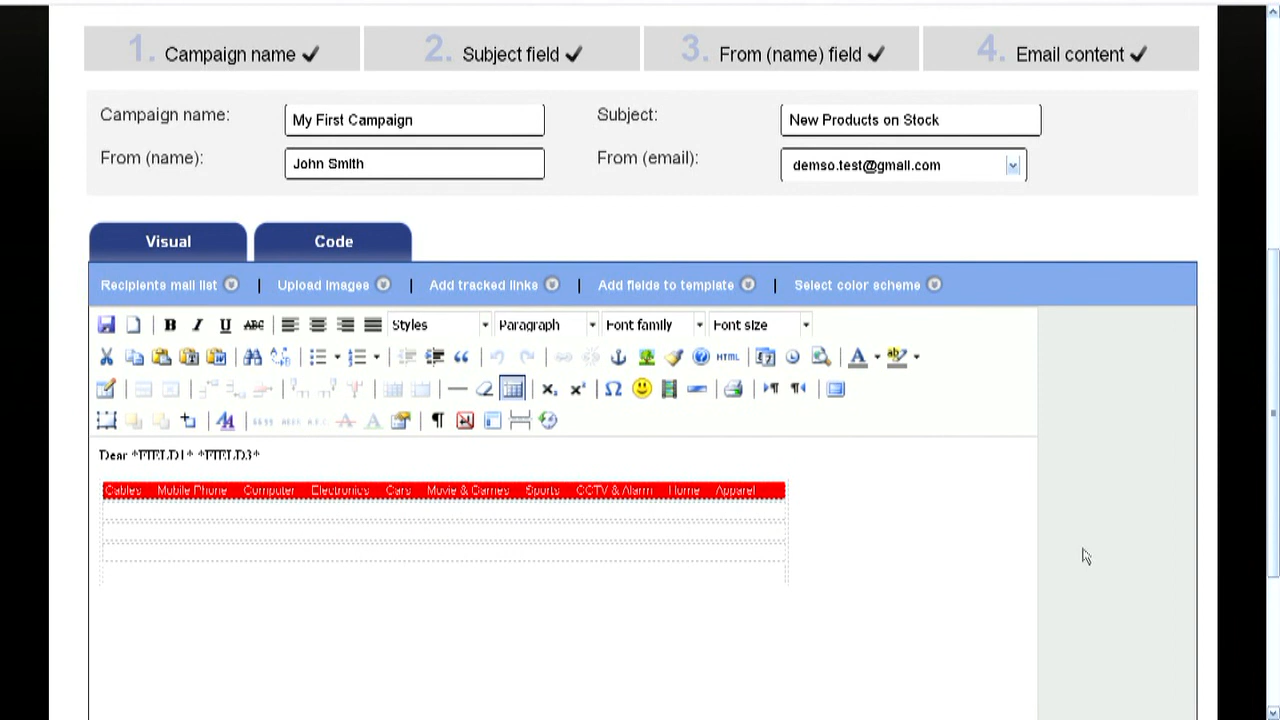 1. Campaign name ✓ 2. Subject field ✓ 3. From (name) field ✓ 4. Email content ✓
Campaign name: My First Campaign Subject: New Products on Stock
From (name): John Smith From (email): demso.test@gmail.com
Visual Code
Recipients mail list | Upload images | Add tracked links | Add fields to template | Select color scheme
B I U ABC Styles Paragraph Font family Font size
HTML A ab
Dear *FIELD1* *FIELD3*
Cables Mobile Phone Computer Electronics Cars Movie & Games Sports CCTV & Alarm Home Apparel